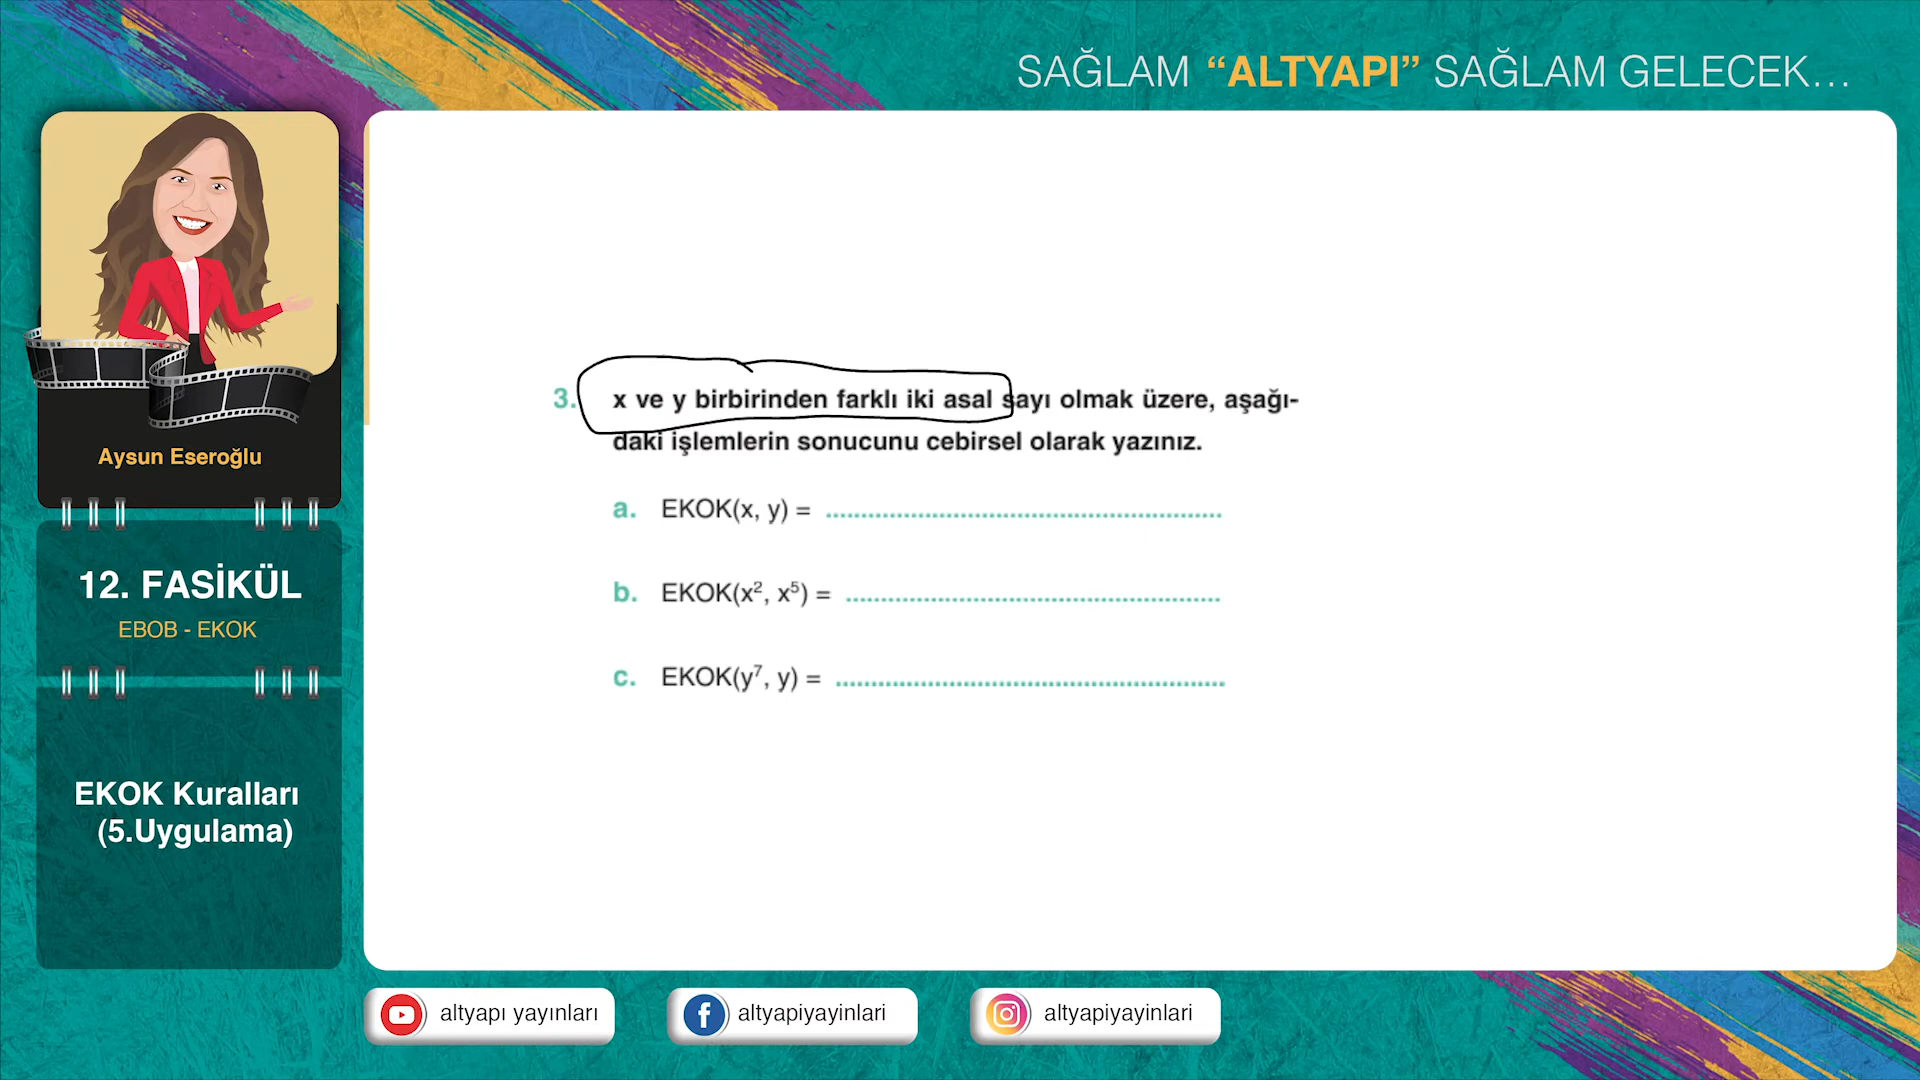 SAĞLAM “ALTYAPI” SAĞLAM GELECEK...
Aysun Eseroğlu
12. FASİKÜL
EBOB - EKOK
EKOK Kuralları
(5.Uygulama)
3. x ve y birbirinden farklı iki asal sayı olmak üzere, aşağı-
daki işlemlerin sonucunu cebirsel olarak yazınız.
a. EKOK(x, y) = ........................................................
b. EKOK(x², x⁵) = .....................................................
c. EKOK(y⁷, y) = .......................................................
altyapı yayınları
altyapiyayinlari
altyapiyayinlari